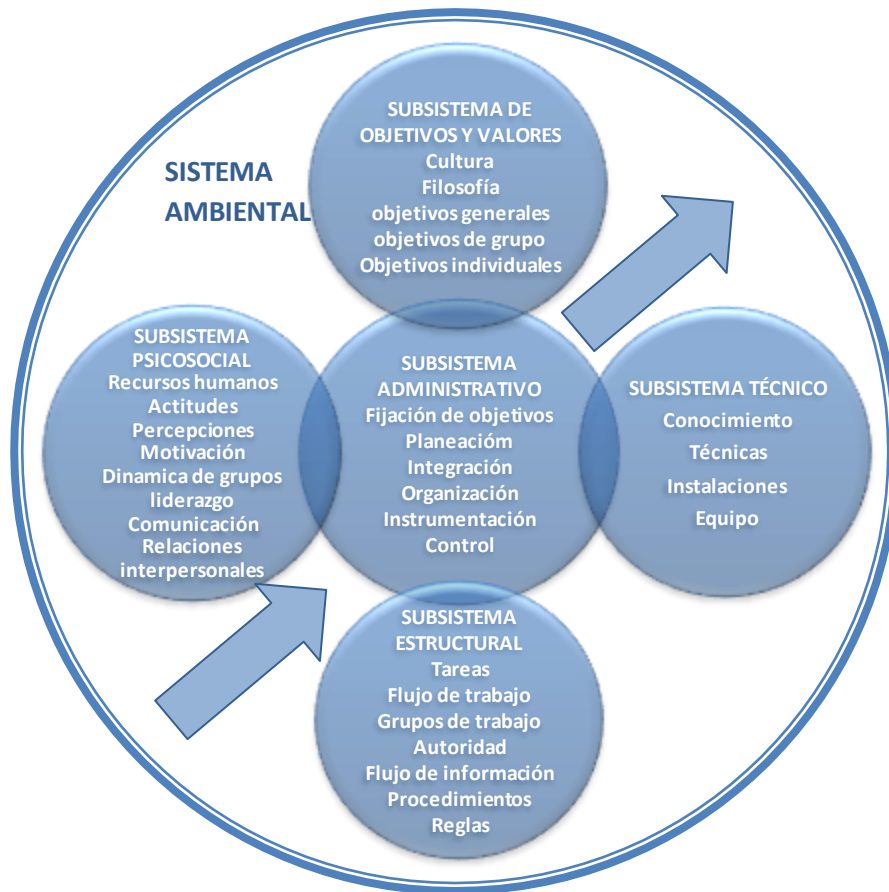 SUBSISTEMA DE
OBJETIVOS Y VALORES
Cultura
Filosofía
objetivos generales
objetivos de grupo
Objetivos individuales
SISTEMA
AMBIENTAL
SUBSISTEMA
PSICOSOCIAL
Recursos humanos
Actitudes
Percepciones
Motivación
Dinamica de grupos
liderazgo
Comunicación
Relaciones
interpersonales
SUBSISTEMA
ADMINISTRATIVO
Fijación de objetivos
Planeacióm
Integración
Organización
Instrumentación
Control
SUBSISTEMA TÉCNICO
Conocimiento
Técnicas
Instalaciones
Equipo
SUBSISTEMA
ESTRUCTURAL
Tareas
Flujo de trabajo
Grupos de trabajo
Autoridad
Flujo de información
Procedimientos
Reglas